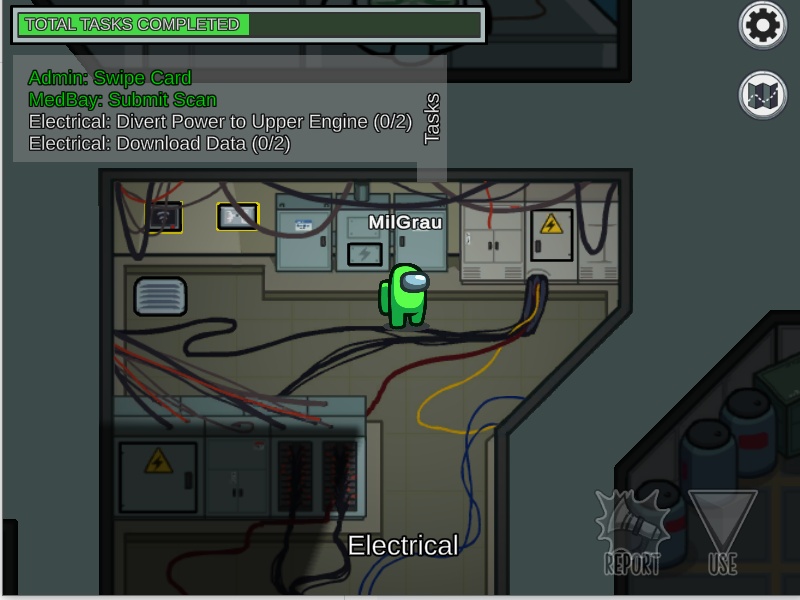 TOTAL TASKS COMPLETED
Admin: Swipe Card
MedBay: Submit Scan
Electrical: Divert Power to Upper Engine (0/2)
Electrical: Download Data (0/2)
Tasks
MilGrau
Electrical
REPORT
USE